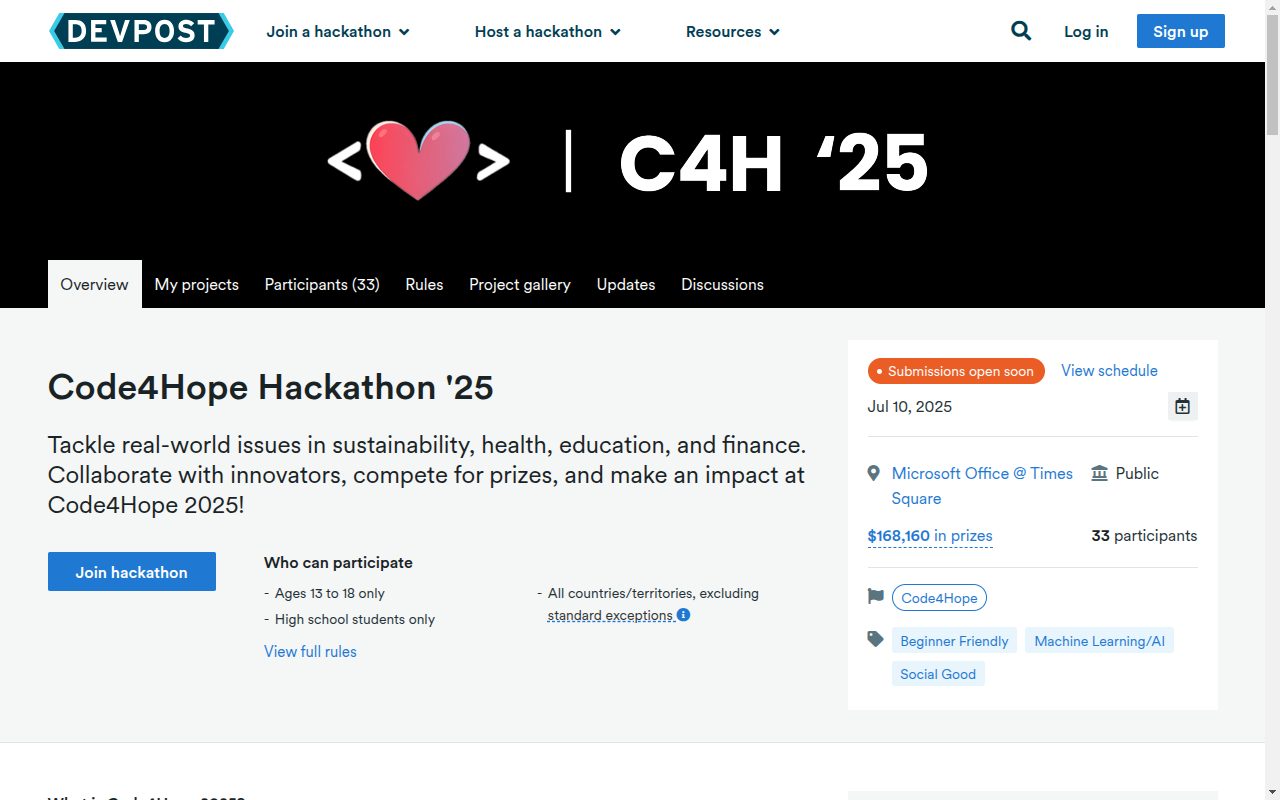 DEVPOST
Join a hackathon
Host a hackathon
Resources
Log in
Sign up
< > | C4H ‘25
Overview
My projects
Participants (33)
Rules
Project gallery
Updates
Discussions
Code4Hope Hackathon '25
Tackle real-world issues in sustainability, health, education, and finance.
Collaborate with innovators, compete for prizes, and make an impact at
Code4Hope 2025!
Join hackathon
Who can participate
- Ages 13 to 18 only
- High school students only
- All countries/territories, excluding
standard exceptions
View full rules
Submissions open soon
View schedule
Jul 10, 2025
Microsoft Office @ Times
Square
Public
$168,160 in prizes
33 participants
Code4Hope
Beginner Friendly
Machine Learning/AI
Social Good